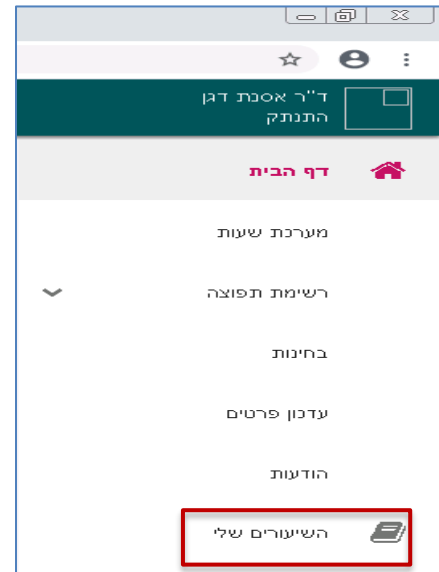 ד''ר אסנת דגן
התנתק
דף הבית
מערכת שעות
רשימת תפוצה
בחינות
עדכון פרטים
הודעות
השיעורים שלי